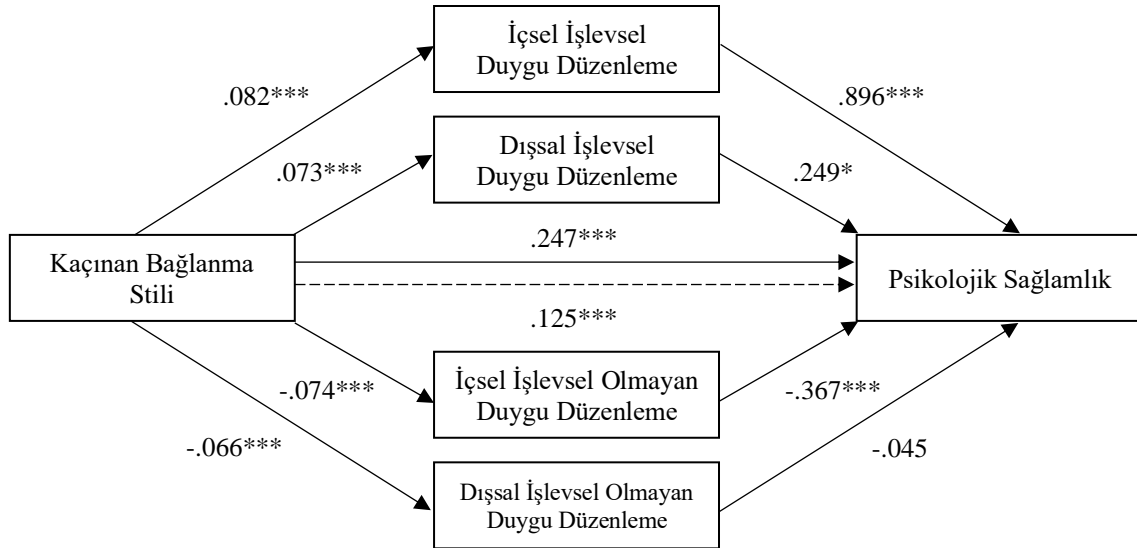 İçsel İşlevsel
Duygu Düzenleme
.082***
.896***
Dışsal İşlevsel
Duygu Düzenleme
.073***
.249*
Kaçınan Bağlanma
Stili
.247***
.125***
Psikolojik Sağlamlık
İçsel İşlevsel Olmayan
Duygu Düzenleme
-.074***
-.367***
Dışsal İşlevsel Olmayan
Duygu Düzenleme
-.066***
-.045